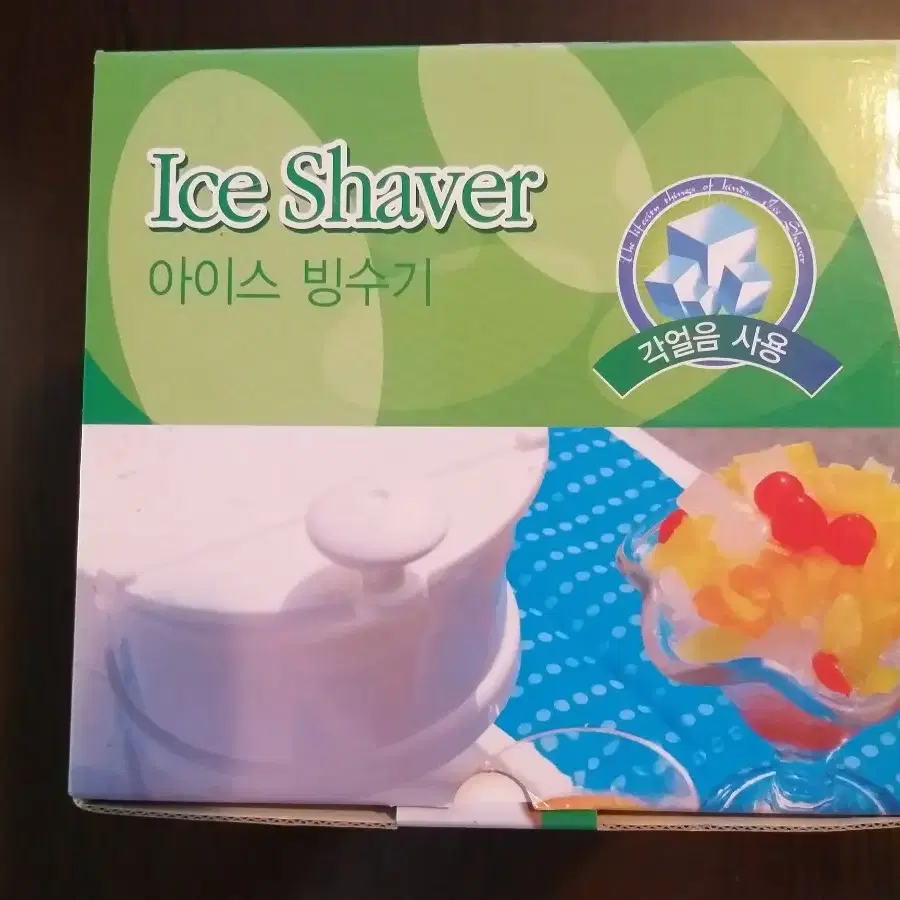 Ice Shaver
아이스 빙수기
각얼음 사용